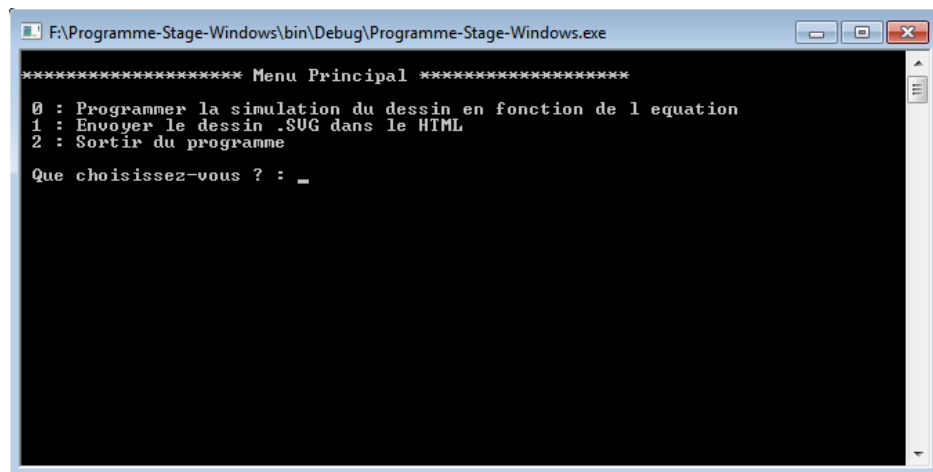 F:\Programme-Stage-Windows\bin\Debug\Programme-Stage-Windows.exe
******************** Menu Principal *******************
0 : Programmer la simulation du dessin en fonction de l equation
1 : Envoyer le dessin .SVG dans le HTML
2 : Sortir du programme
Que choisissez-vous ? : _